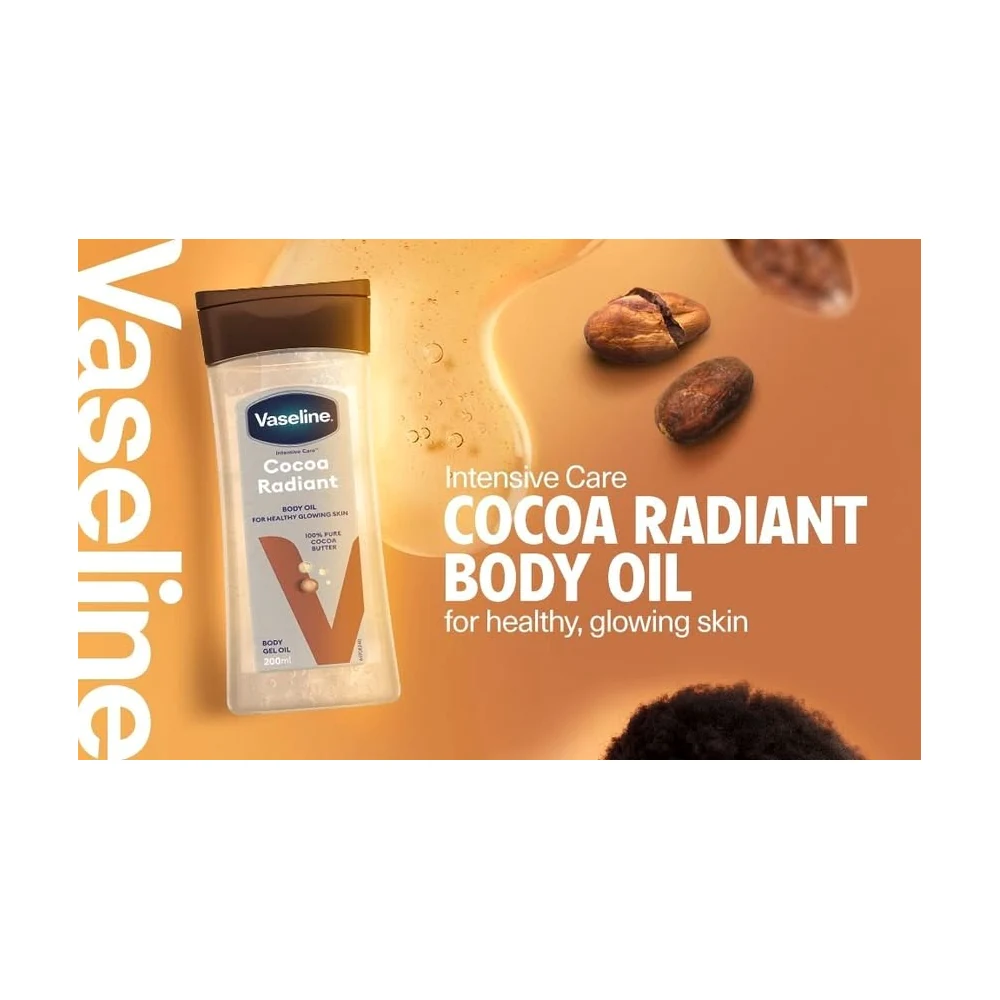 Vaseline
Vaseline.
Intensive Care™
Cocoa
Radiant
BODY OIL
FOR HEALTHY GLOWING SKIN
100% PURE
COCOA
BUTTER
BODY
GEL OIL
200ml
Intensive Care
COCOA RADIANT
BODY OIL
for healthy, glowing skin